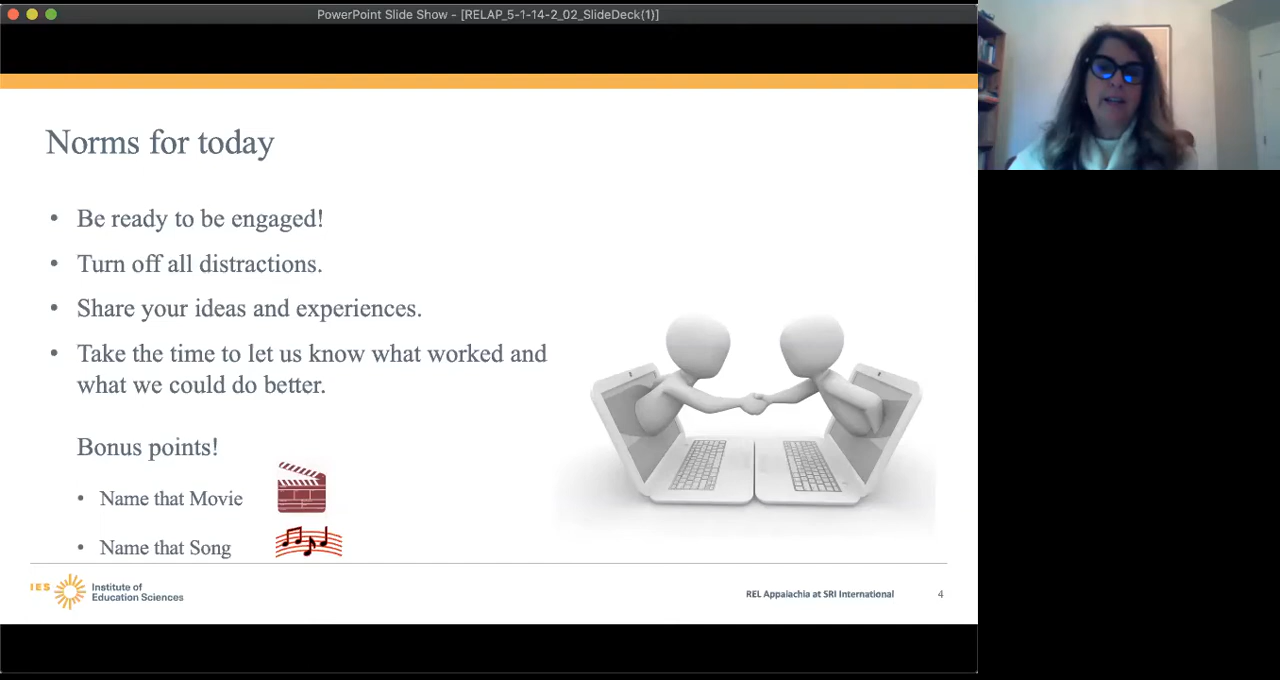 PowerPoint Slide Show - [RELAP_5-1-14-2_02_SlideDeck(1)]
Norms for today
• Be ready to be engaged!
• Turn off all distractions.
• Share your ideas and experiences.
• Take the time to let us know what worked and
what we could do better.
Bonus points!
• Name that Movie
• Name that Song
IES Institute of
Education Sciences
REL Appalachia at SRI International
4